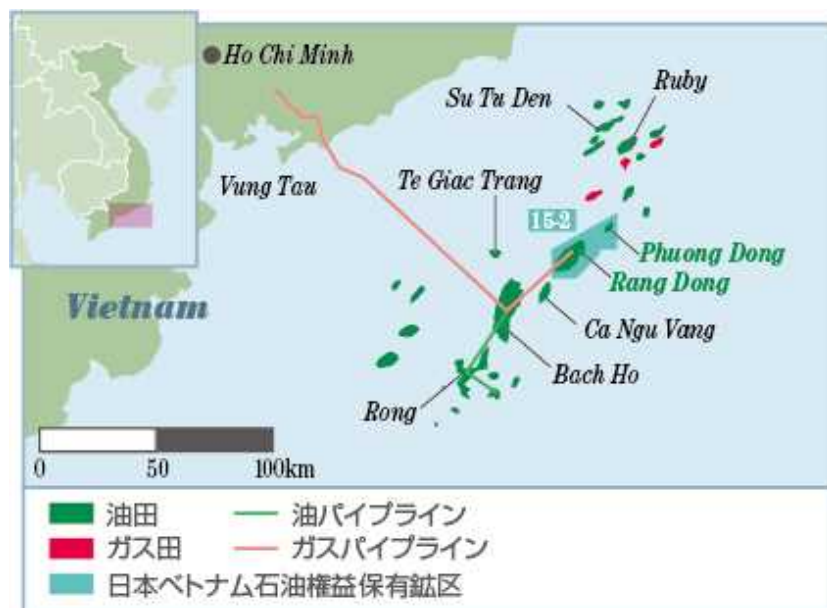 Ho Chi Minh
Su Tu Den
Ruby
Vung Tau
Te Giac Trang
15-2
Phuong Dong
Rang Dong
Vietnam
Ca Ngu Vang
Bach Ho
Rong
0 50 100km
油田 油パイプライン
ガス田 ガスパイプライン
日本ベトナム石油権益保有鉱区